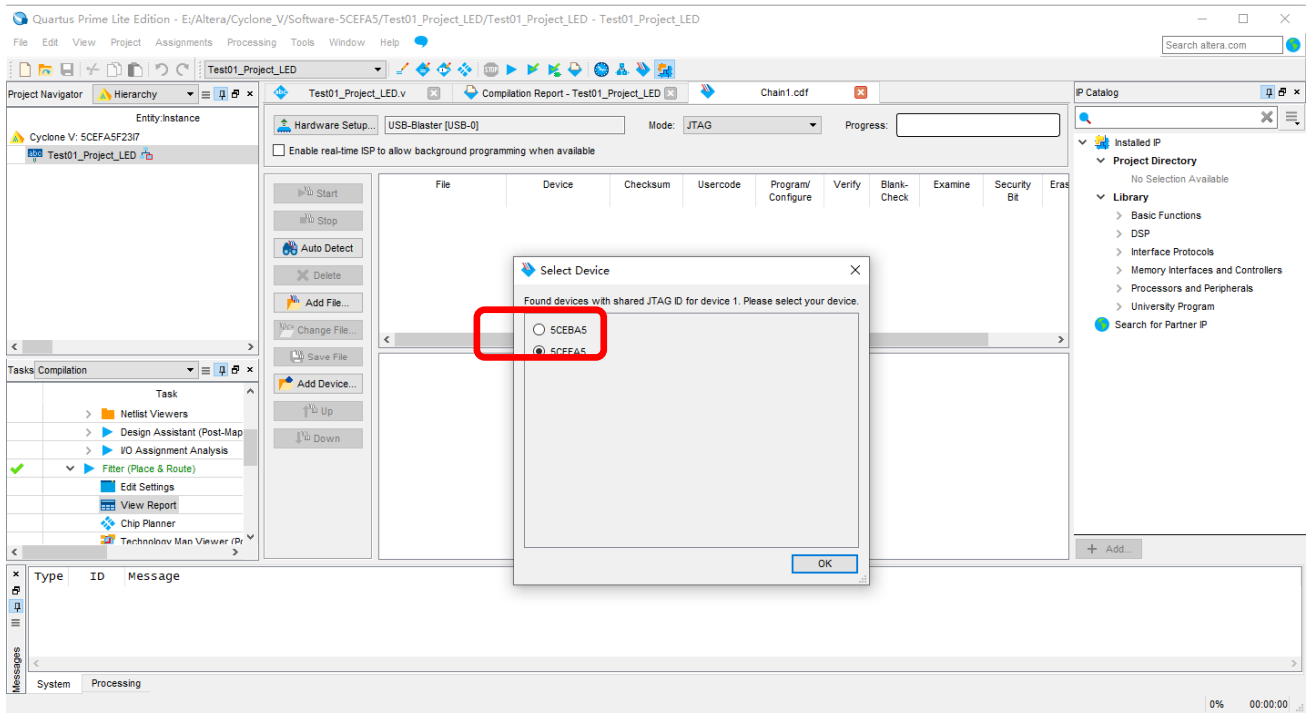 Quartus Prime Lite Edition - E:/Altera/Cyclone_V/Software-5CEFA5/Test01_Project_LED/Test01_Project_LED - Test01_Project_LED
File Edit View Project Assignments Processing Tools Window Help
Search altera.com
Test01_Project_LED
Project Navigator Hierarchy
Test01_Project_LED.v Compilation Report - Test01_Project_LED Chain1.cdf
IP Catalog
Entity:Instance
Cyclone V: 5CEFA5F23I7
Test01_Project_LED
Hardware Setup... USB-Blaster [USB-0] Mode: JTAG Progress:
Enable real-time ISP to allow background programming when available
Start
Stop
Auto Detect
Delete
Add File...
Change File...
Save File
Add Device...
Up
Down
File Device Checksum Usercode Program/ Configure Verify Blank- Check Examine Security Bit Eras
Select Device
Found devices with shared JTAG ID for device 1. Please select your device.
5CEBA5
5CEFA5
OK
Installed IP
Project Directory
No Selection Available
Library
Basic Functions
DSP
Interface Protocols
Memory Interfaces and Controllers
Processors and Peripherals
University Program
Search for Partner IP
+ Add...
Tasks Compilation
Task
Netlist Viewers
Design Assistant (Post-Map
I/O Assignment Analysis
Fitter (Place & Route)
Edit Settings
View Report
Chip Planner
Technology Map Viewer (Pc
Type ID Message
Messages
System Processing
0% 00:00:00